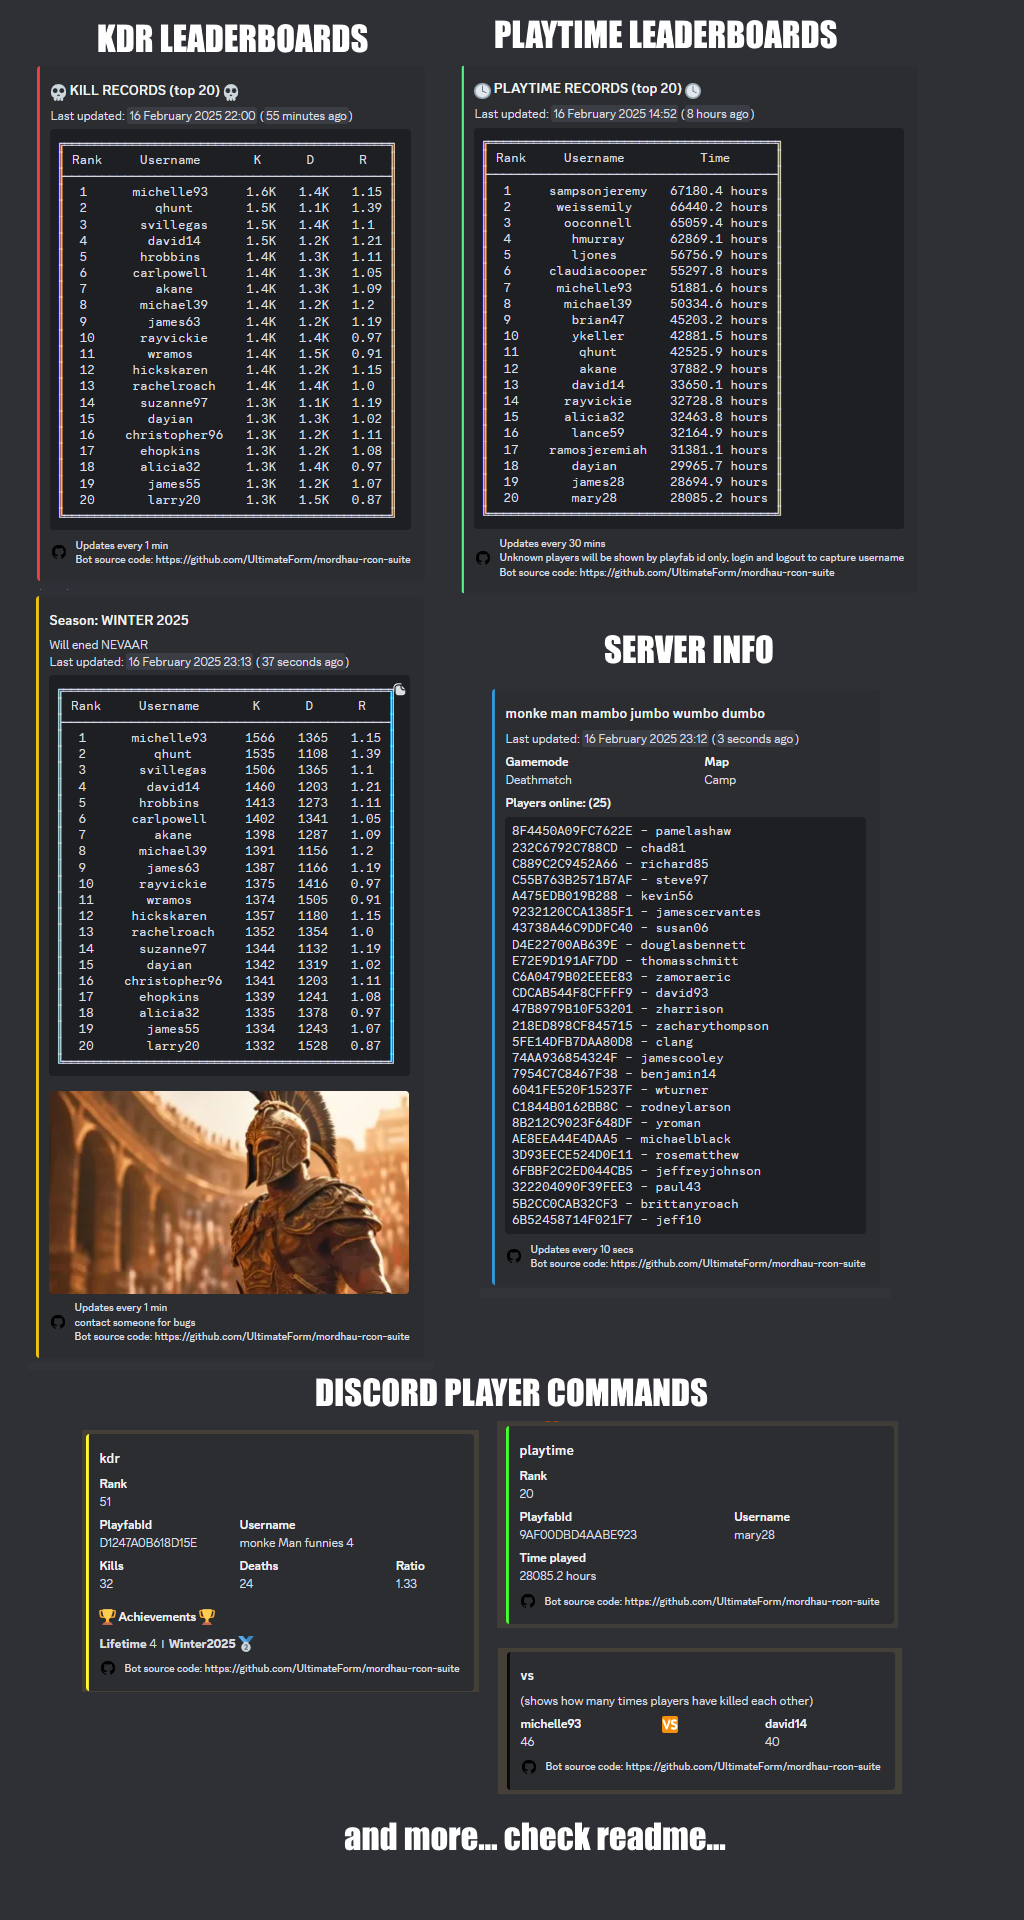 KDR LEADERBOARDS
KILL RECORDS (top 20)
Last updated: 16 February 2025 22:00 (55 minutes ago)
Rank Username K D R
1 michelle93 1.6K 1.4K 1.15
2 qhunt 1.5K 1.1K 1.39
3 svillegas 1.5K 1.4K 1.1
4 david14 1.5K 1.2K 1.21
5 hrobbins 1.4K 1.3K 1.11
6 carlpowell 1.4K 1.3K 1.05
7 akane 1.4K 1.3K 1.09
8 michael39 1.4K 1.2K 1.2
9 james63 1.4K 1.2K 1.19
10 rayvickie 1.4K 1.4K 0.97
11 wramos 1.4K 1.5K 0.91
12 hickskaren 1.4K 1.2K 1.15
13 rachelroach 1.4K 1.4K 1.0
14 suzanne97 1.3K 1.1K 1.19
15 dayian 1.3K 1.3K 1.02
16 christopher96 1.3K 1.2K 1.11
17 ehopkins 1.3K 1.2K 1.08
18 alicia32 1.3K 1.4K 0.97
19 james55 1.3K 1.2K 1.07
20 larry20 1.3K 1.5K 0.87
Updates every 1 min
Bot source code: https://github.com/UltimateForm/mordhau-rcon-suite
PLAYTIME LEADERBOARDS
PLAYTIME RECORDS (top 20)
Last updated: 16 February 2025 14:52 (8 hours ago)
Rank Username Time
1 sampsonjeremy 67180.4 hours
2 weissemily 66440.2 hours
3 ooconnell 65059.4 hours
4 hmurray 62869.1 hours
5 ljones 56756.9 hours
6 claudiacooper 55297.8 hours
7 michelle93 51881.6 hours
8 michael39 50334.6 hours
9 brian47 45203.2 hours
10 ykeller 42881.5 hours
11 qhunt 42525.9 hours
12 akane 37882.9 hours
13 david14 33650.1 hours
14 rayvickie 32728.8 hours
15 alicia32 32463.8 hours
16 lance59 32164.9 hours
17 ramosjeremiah 31381.1 hours
18 dayian 29965.7 hours
19 james28 28694.9 hours
20 mary28 28085.2 hours
Updates every 30 mins
Unknown players will be shown by playfab id only, login and logout to capture username
Bot source code: https://github.com/UltimateForm/mordhau-rcon-suite
Season: WINTER 2025
Will ened NEVAAR
Last updated: 16 February 2025 23:13 (37 seconds ago)
Rank Username K D R
1 michelle93 1566 1365 1.15
2 qhunt 1535 1108 1.39
3 svillegas 1506 1365 1.1
4 david14 1460 1203 1.21
5 hrobbins 1413 1273 1.11
6 carlpowell 1402 1341 1.05
7 akane 1398 1287 1.09
8 michael39 1391 1156 1.2
9 james63 1387 1166 1.19
10 rayvickie 1375 1416 0.97
11 wramos 1374 1505 0.91
12 hickskaren 1357 1180 1.15
13 rachelroach 1352 1354 1.0
14 suzanne97 1344 1132 1.19
15 dayian 1342 1319 1.02
16 christopher96 1341 1203 1.11
17 ehopkins 1339 1241 1.08
18 alicia32 1335 1378 0.97
19 james55 1334 1243 1.07
20 larry20 1332 1528 0.87
Updates every 1 min
contact someone for bugs
Bot source code: https://github.com/UltimateForm/mordhau-rcon-suite
SERVER INFO
monke man mambo jumbo wumbo dumbo
Last updated: 16 February 2025 23:12 (3 seconds ago)
Gamemode Map
Deathmatch Camp
Players online: (25)
8F4450A09FC7622E - pamelashaw
232C6792C788CD - chad81
C889C2C9452A66 - richard85
C55B763B2571B7AF - steve97
A475EDB019B288 - kevin56
9232120CCA1385F1 - jamescervantes
43738A46C9DDFC40 - susan06
D4E22700AB639E - douglasbennett
E72E9D191AF7DD - thomasschmitt
C6A0479B02EEEE83 - zamoraeric
CDCAB544F8CFFFF9 - david93
47B8979B10F53201 - zharrison
218ED898CF845715 - zacharythompson
5FE14DFB7DAA80D8 - clang
74AA936854324F - jamescooley
7954C7C8467F38 - benjamin14
6041FE520F15237F - wturner
C1844B0162BB8C - rodneylarson
8B212C9023F648DF - yroman
AE8EEA44E4DAA5 - michaelblack
3D93EECE524D0E11 - rosematthew
6FBBF2C2ED044CB5 - jeffreyjohnson
322204090F39FEE3 - paul43
5B2CC0CAB32CF3 - brittanyroach
6B52458714F021F7 - jeff10
Updates every 10 secs
Bot source code: https://github.com/UltimateForm/mordhau-rcon-suite
DISCORD PLAYER COMMANDS
kdr
Rank
51
PlayfabId Username
D1247A0B618D15E monke Man funnies 4
Kills Deaths Ratio
32 24 1.33
Achievements
Lifetime 4 | Winter2025
Bot source code: https://github.com/UltimateForm/mordhau-rcon-suite
playtime
Rank
20
PlayfabId Username
9AF00DBD4AABE923 mary28
Time played
28085.2 hours
Bot source code: https://github.com/UltimateForm/mordhau-rcon-suite
vs
(shows how many times players have killed each other)
michelle93 VS david14
46 40
Bot source code: https://github.com/UltimateForm/mordhau-rcon-suite
and more... check readme...